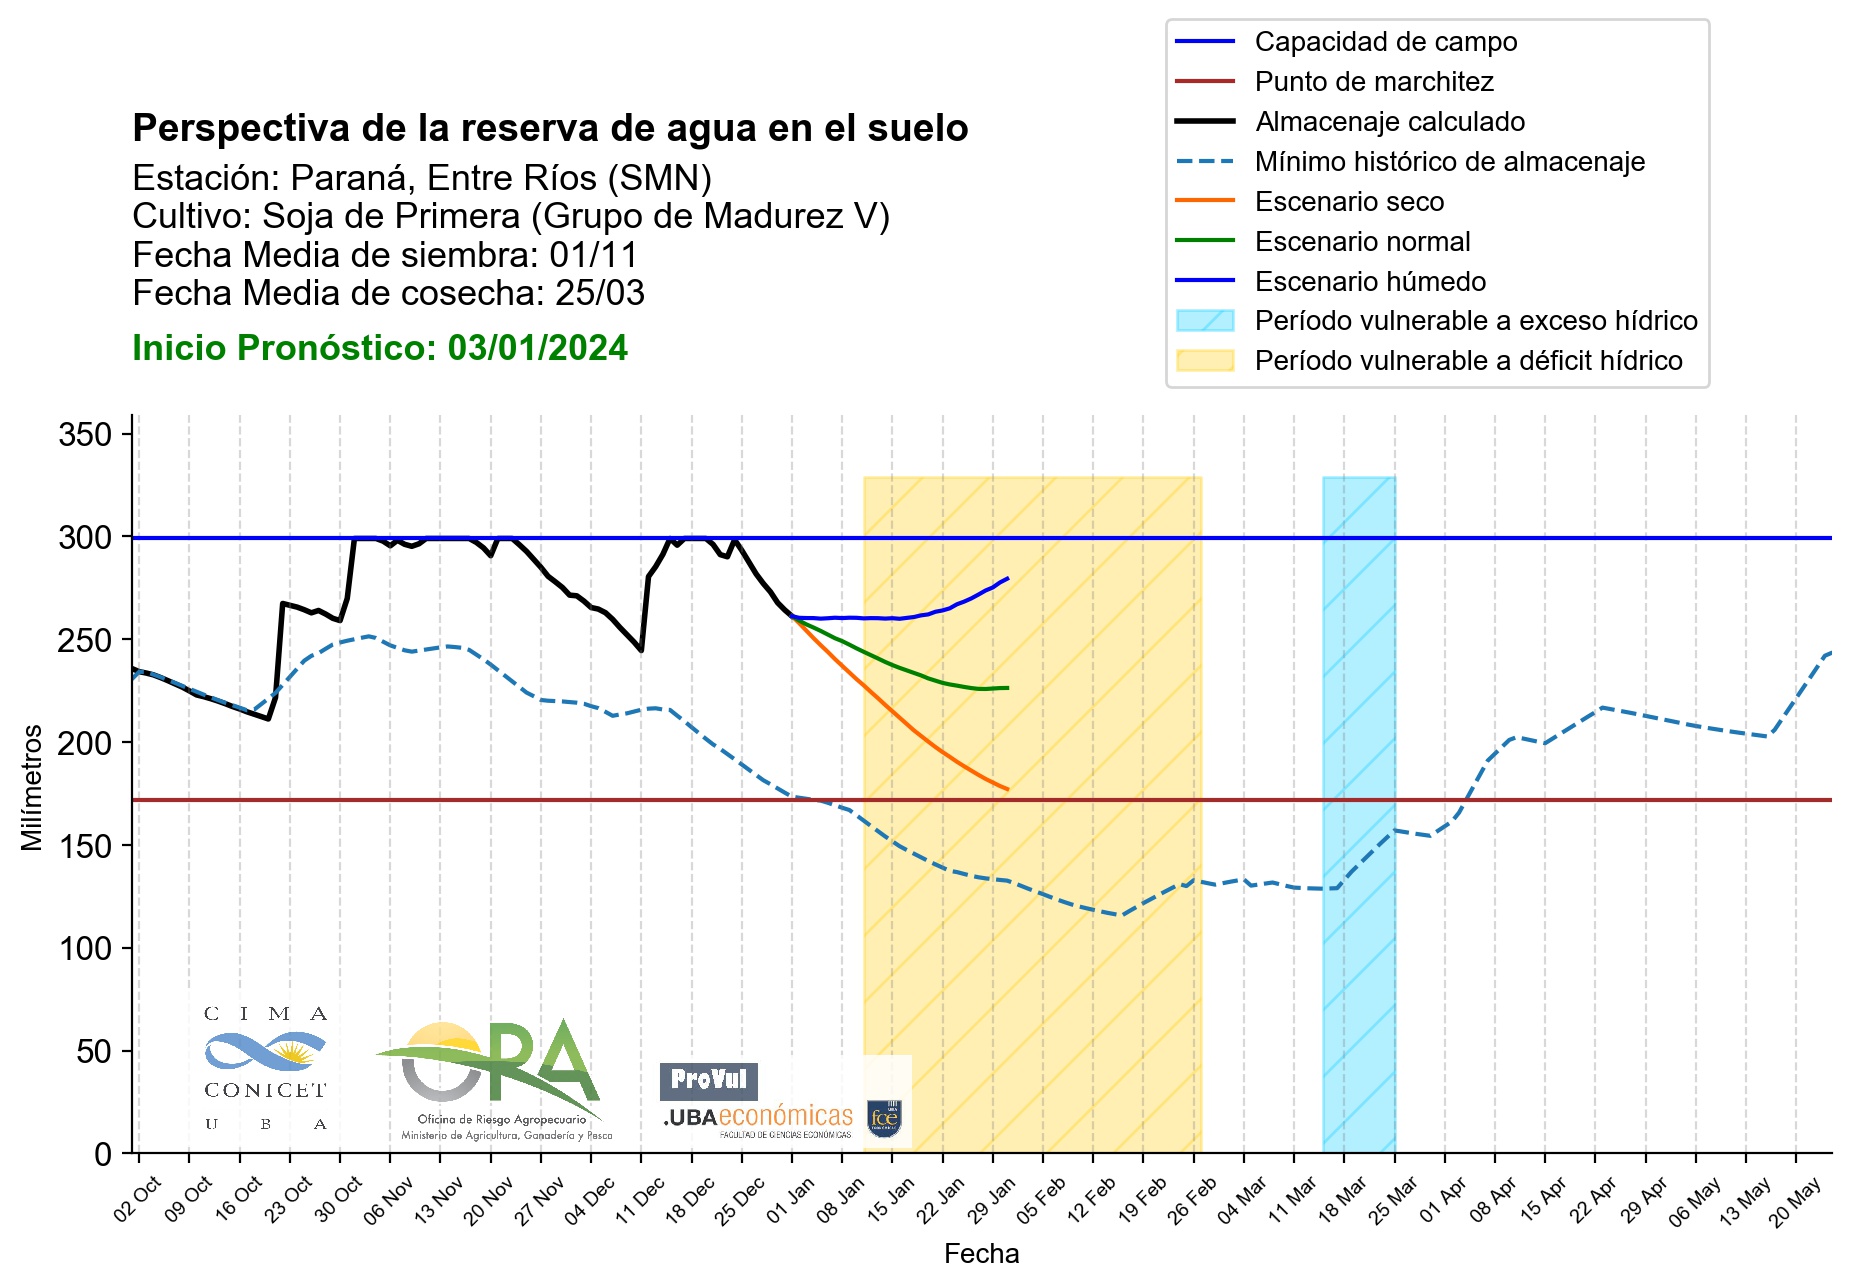 Capacidad de campo
Punto de marchitez
Almacenaje calculado
Mínimo histórico de almacenaje
Escenario seco
Escenario normal
Escenario húmedo
Período vulnerable a exceso hídrico
Período vulnerable a déficit hídrico
Perspectiva de la reserva de agua en el suelo
Estación: Paraná, Entre Ríos (SMN)
Cultivo: Soja de Primera (Grupo de Madurez V)
Fecha Media de siembra: 01/11
Fecha Media de cosecha: 25/03
Inicio Pronóstico: 03/01/2024
350
300
250
200
150
100
50
0
Milímetros
C I M A
CONICET
U B A
ORA
Oficina de Riesgo Agropecuario
Ministerio de Agricultura, Ganadería y Pesca
ProVul
.UBAeconómicas
FACULTAD DE CIENCIAS ECONÓMICAS
fce
02 Oct
09 Oct
16 Oct
23 Oct
30 Oct
06 Nov
13 Nov
20 Nov
27 Nov
04 Dec
11 Dec
18 Dec
25 Dec
01 Jan
08 Jan
15 Jan
22 Jan
29 Jan
05 Feb
12 Feb
19 Feb
26 Feb
04 Mar
11 Mar
18 Mar
25 Mar
01 Apr
08 Apr
15 Apr
22 Apr
29 Apr
06 May
13 May
20 May
Fecha